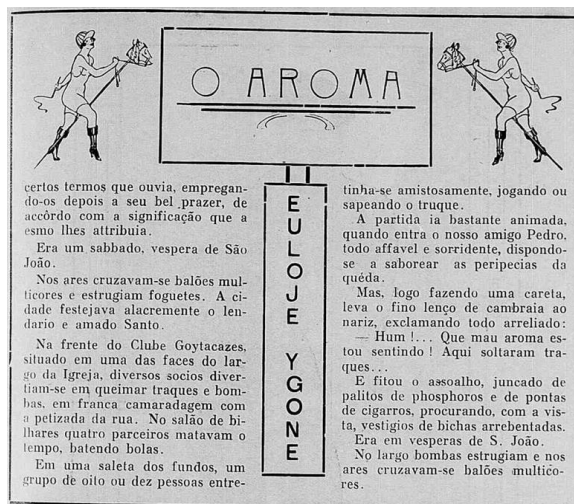 O AROMA
certos termos que ouvia, empregan-
do-os depois a seu bel prazer, de
accôrdo com a significação que a
esmo lhes attribuia.
Era um sabbado, vespera de São
João.
Nos ares cruzavam-se balões mul-
ticores e estrugiam foguetes. A ci-
dade festejava alacremente o len-
dario e amado Santo.
Na frente do Clube Goytacazes,
situado em uma das faces do lar-
go da Igreja, diversos socios diver-
tiam-se em queimar traques e bom-
bas, em franca camaradagem com
a petizada da rua. No salão de bi-
lhares quatro parceiros matavam o
tempo, batendo bolas.
Em uma saleta dos fundos, um
grupo de oito ou dez pessoas entre-
EULOJE YGONE
tinha-se amistosamente, jogando ou
sapeando o truque.
A partida ia bastante animada,
quando entra o nosso amigo Pedro,
todo affavel e sorridente, dispondo-
se a saborear as peripecias da
quéda.
Mas, logo fazendo uma careta,
leva o fino lenço de cambraia ao
nariz, exclamando todo arreliado:
— Hum !... Que mau aroma es-
tou sentindo ! Aqui soltaram tra-
ques...
E fitou o assoalho, juncado de
palitos de phosphoros e de pontas
de cigarros, procurando, com a vis-
ta, vestigios de bichas arrebentadas.
Era em vesperas de S. João.
No largo bombas estrugiam e nos
ares cruzavam-se balões multico-
res.